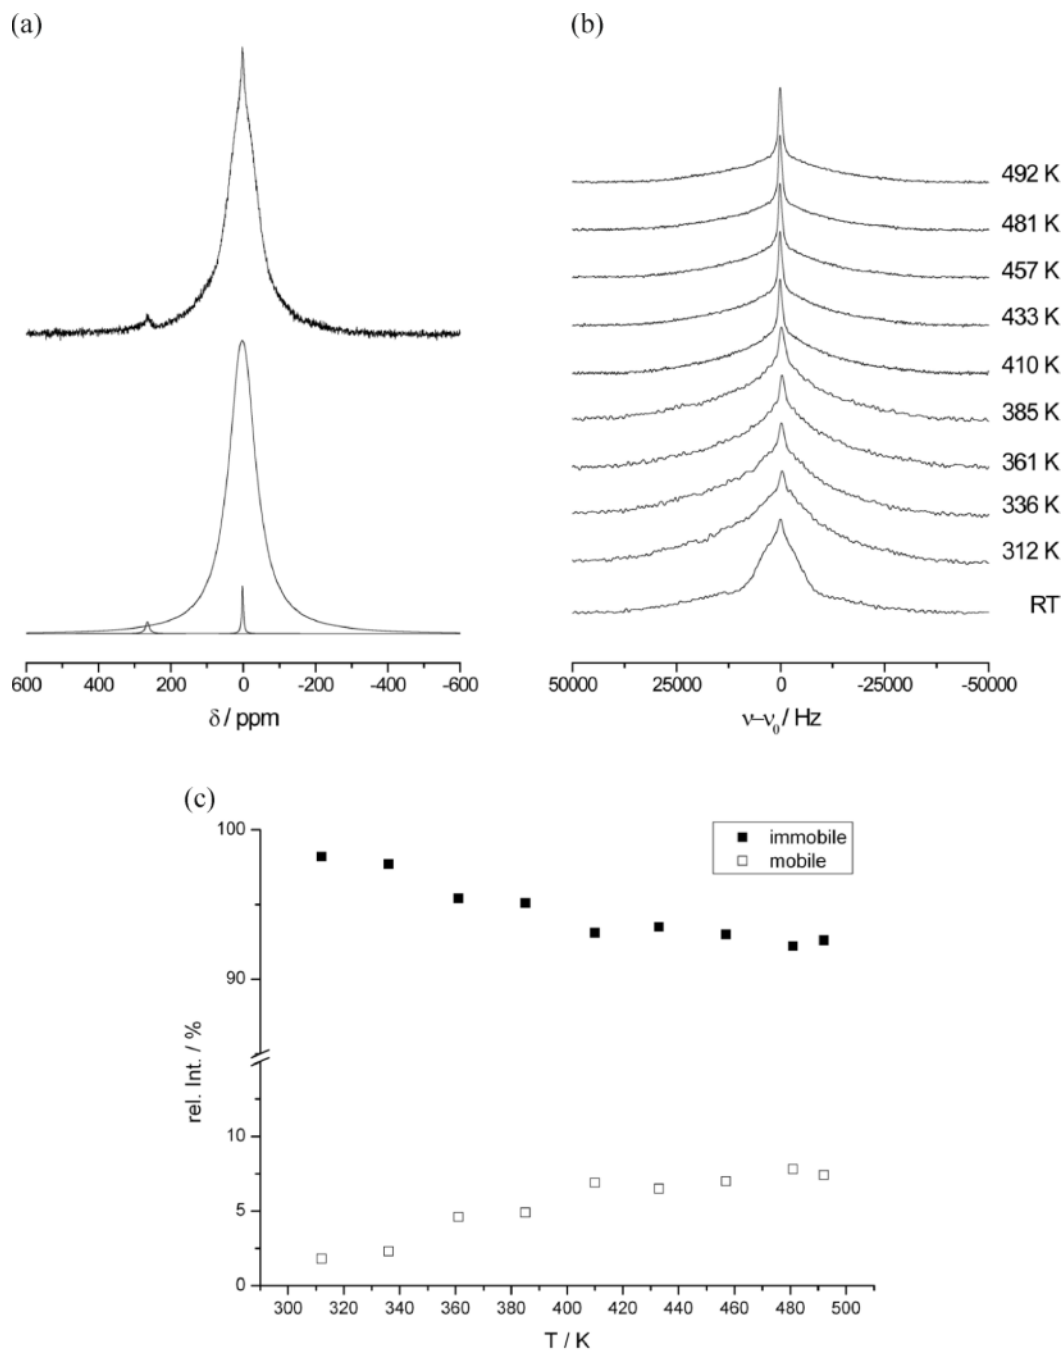 (a)
600 400 200 0 -200 -400 -600
δ / ppm
(b)
492 K
481 K
457 K
433 K
410 K
385 K
361 K
336 K
312 K
RT
50000 25000 0 -25000 -50000
ν–ν0 / Hz
(c)
100
90
10
5
0
rel. Int. / %
immobile
mobile
300 320 340 360 380 400 420 440 460 480 500
T / K